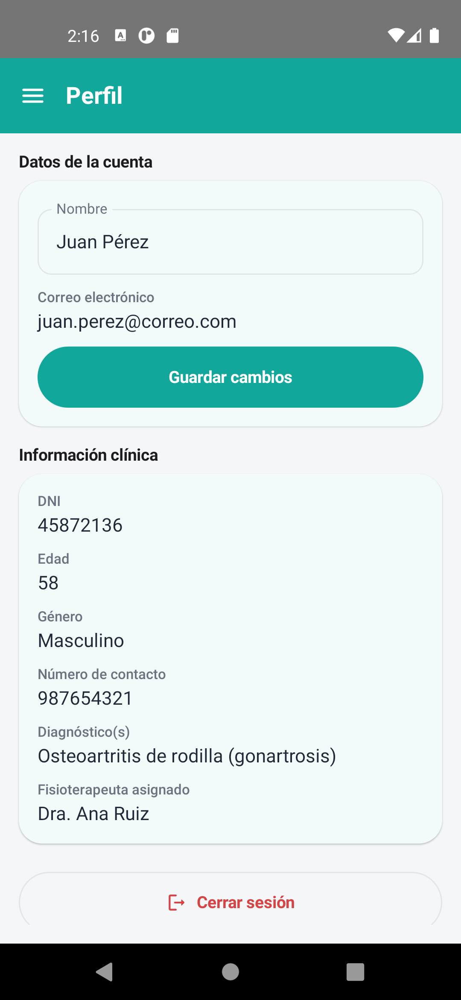 2:16
Perfil
Datos de la cuenta
Nombre
Juan Pérez
Correo electrónico
juan.perez@correo.com
Guardar cambios
Información clínica
DNI
45872136
Edad
58
Género
Masculino
Número de contacto
987654321
Diagnóstico(s)
Osteoartritis de rodilla (gonartrosis)
Fisioterapeuta asignado
Dra. Ana Ruiz
Cerrar sesión